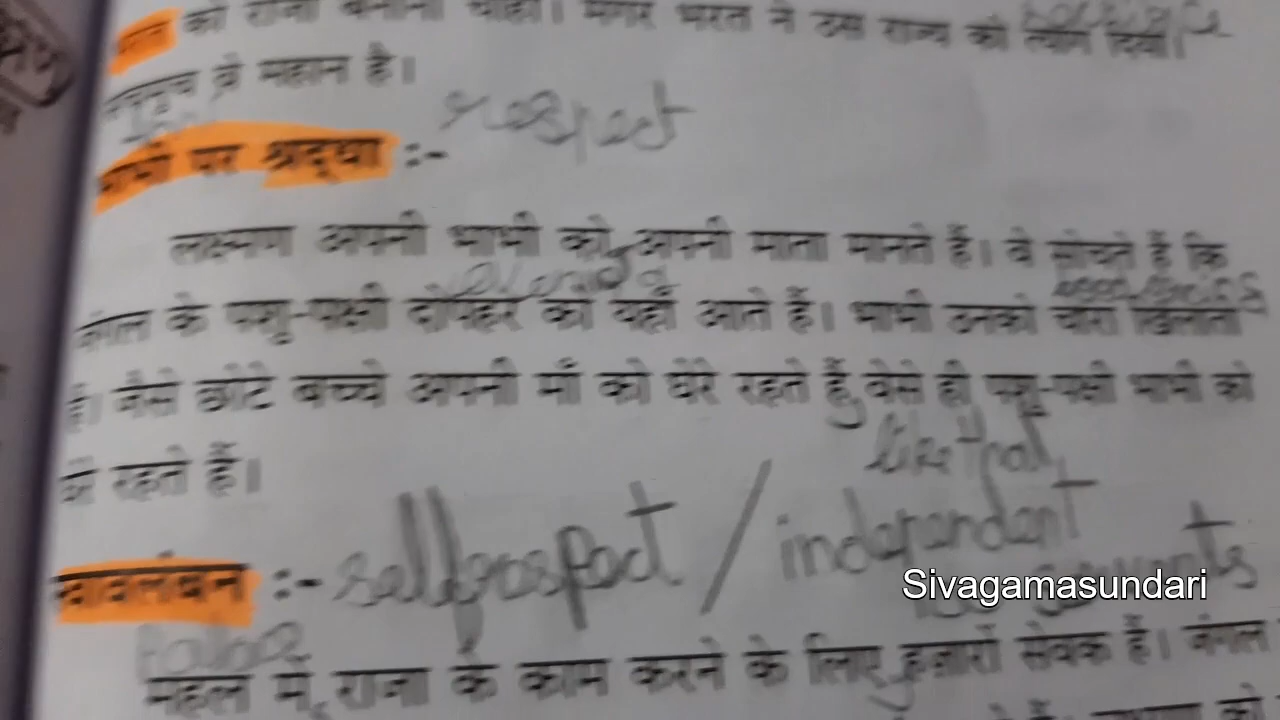 को राजा बनाना चाहा। मगर भरत ने उस राज्य को त्याग दिया।
सचमुच वे महान है।
respect
भाभी पर श्रद्धा :-
लक्ष्मण अपनी भाभी को अपनी माता मानते हैं। वे सोचते हैं कि
जंगल के पशु-पक्षी दोपहर को यहाँ आते हैं। भाभी उनको चारा खिलाती
हैं। जैसे छोटे बच्चे अपनी माँ को घेरे रहते हैं, वैसे ही पशु-पक्षी भाभी को
घेरे रहते हैं।
like that
स्वावलंबन :- selfrespect / independent
servants
Sivagamasundari
महल में, राजा के काम करने के लिए हज़ारों सेवक हैं। जंगल